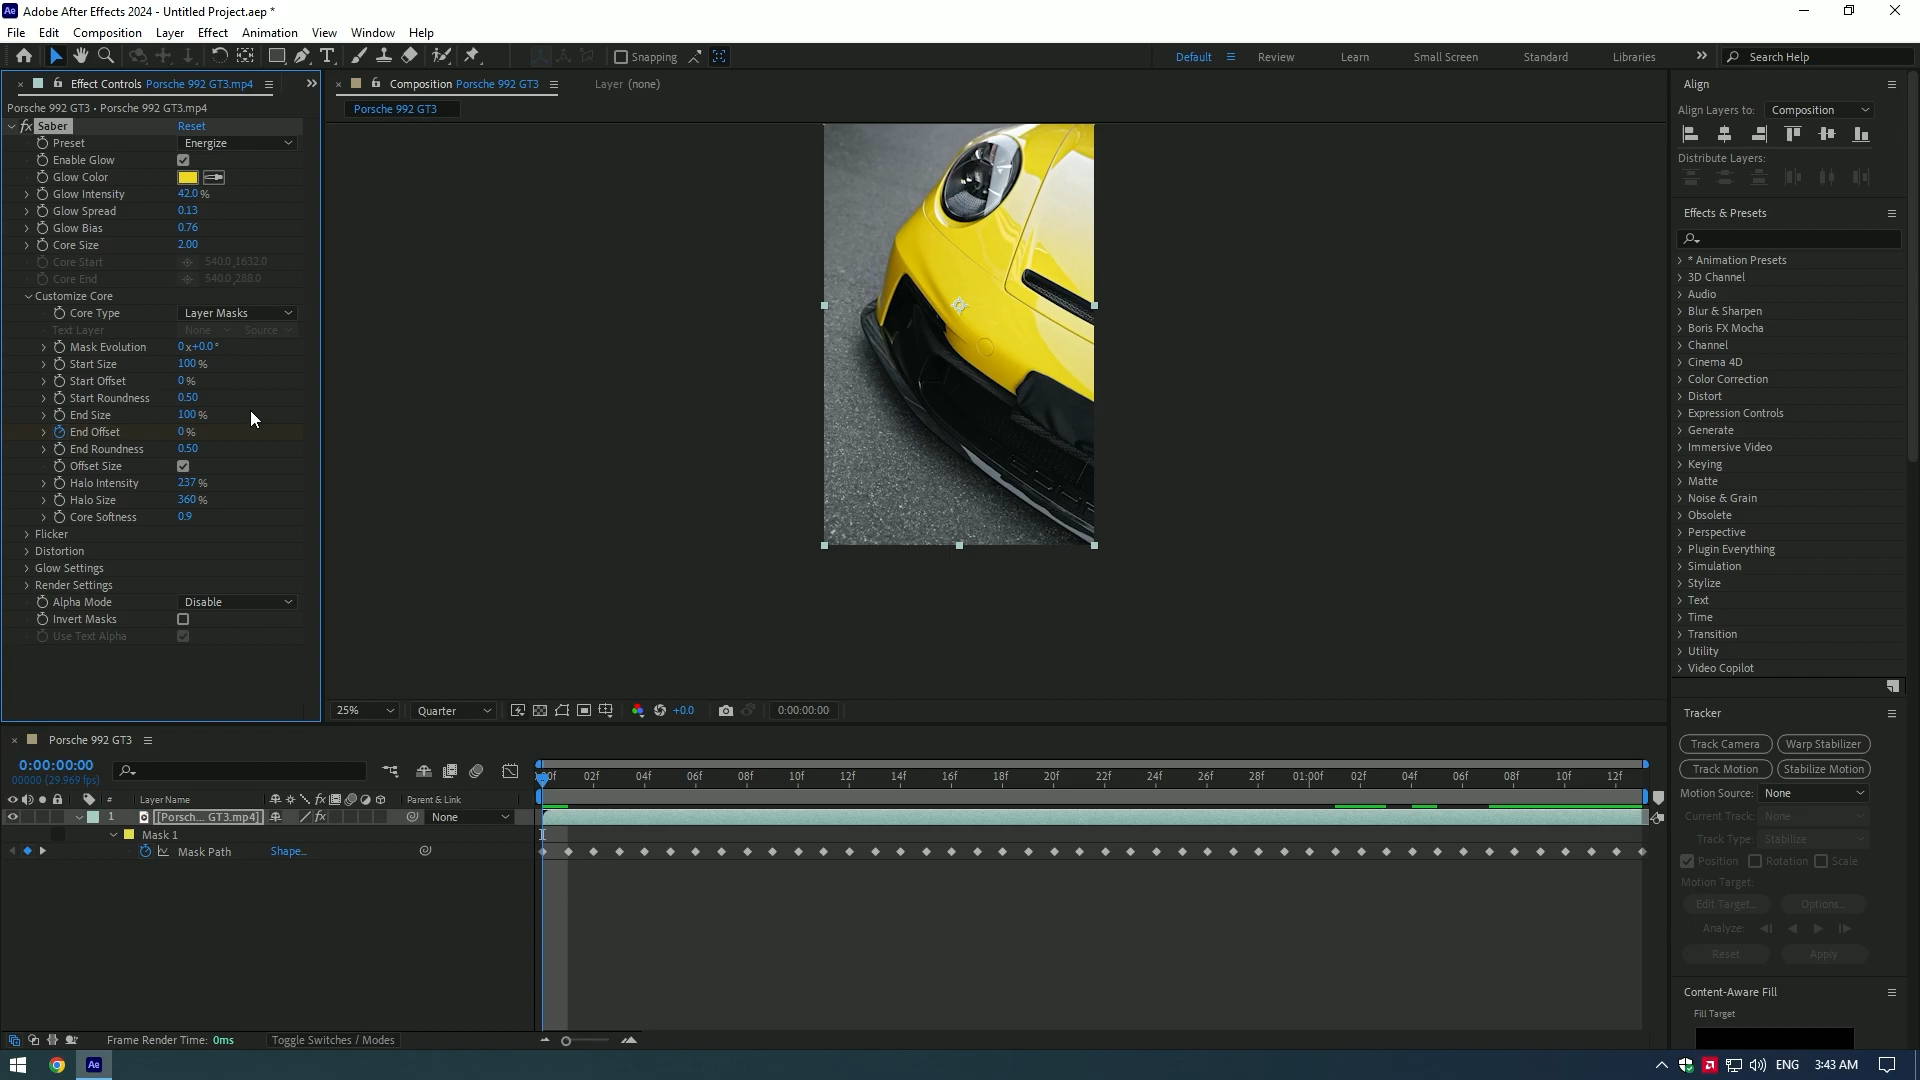 Adobe After Effects 2024 - Untitled Project.aep *
File Edit Composition Layer Effect Animation View Window Help
Snapping
Default Review Learn Small Screen Standard Libraries Search Help
Effect Controls Porsche 992 GT3.mp4
Porsche 992 GT3 • Porsche 992 GT3.mp4
fx Saber Reset
Preset Energize
Enable Glow
Glow Color
Glow Intensity 42.0 %
Glow Spread 0.13
Glow Bias 0.76
Core Size 2.00
Core Start 540.0,1632.0
Core End 540.0,288.0
Customize Core
Core Type Layer Masks
Text Layer None Source
Mask Evolution 0x+0.0°
Start Size 100 %
Start Offset 0 %
Start Roundness 0.50
End Size 100 %
End Offset 0 %
End Roundness 0.50
Offset Size
Halo Intensity 237 %
Halo Size 360 %
Core Softness 0.9
Flicker
Distortion
Glow Settings
Render Settings
Alpha Mode Disable
Invert Masks
Use Text Alpha
Composition Porsche 992 GT3 Layer (none)
Porsche 992 GT3
25% Quarter +0.0 0:00:00:00
Align
Align Layers to: Composition
Distribute Layers:
Effects & Presets
* Animation Presets
3D Channel
Audio
Blur & Sharpen
Boris FX Mocha
Channel
Cinema 4D
Color Correction
Distort
Expression Controls
Generate
Immersive Video
Keying
Matte
Noise & Grain
Obsolete
Perspective
Plugin Everything
Simulation
Stylize
Text
Time
Transition
Utility
Video Copilot
Tracker
Track Camera Warp Stabilizer
Track Motion Stabilize Motion
Motion Source: None
Current Track: None
Track Type: Stabilize
Position Rotation Scale
Motion Target:
Edit Target... Options...
Analyze:
Reset Apply
Content-Aware Fill
Fill Target
Porsche 992 GT3
0:00:00:00
00000 (29.969 fps)
02f 04f 06f 08f 10f 12f 14f 16f 18f 20f 22f 24f 26f 28f 01:00f 02f 04f 06f 08f 10f 12f
# Layer Name fx Parent & Link
1 [Porsch... GT3.mp4] fx None
Mask 1
Mask Path Shape...
Frame Render Time: 0ms Toggle Switches / Modes
Ae ENG 3:43 AM